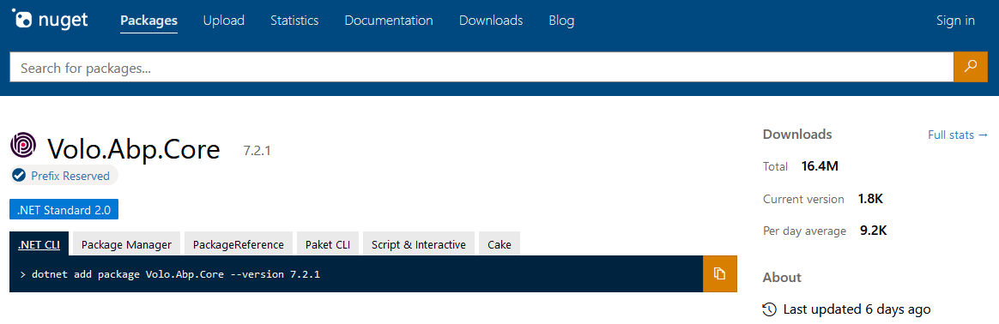 nuget Packages Upload Statistics Documentation Downloads Blog Sign in
Search for packages...
Volo.Abp.Core 7.2.1
Prefix Reserved
.NET Standard 2.0
.NET CLI Package Manager PackageReference Paket CLI Script & Interactive Cake
> dotnet add package Volo.Abp.Core --version 7.2.1
Downloads Full stats →
Total 16.4M
Current version 1.8K
Per day average 9.2K
About
Last updated 6 days ago